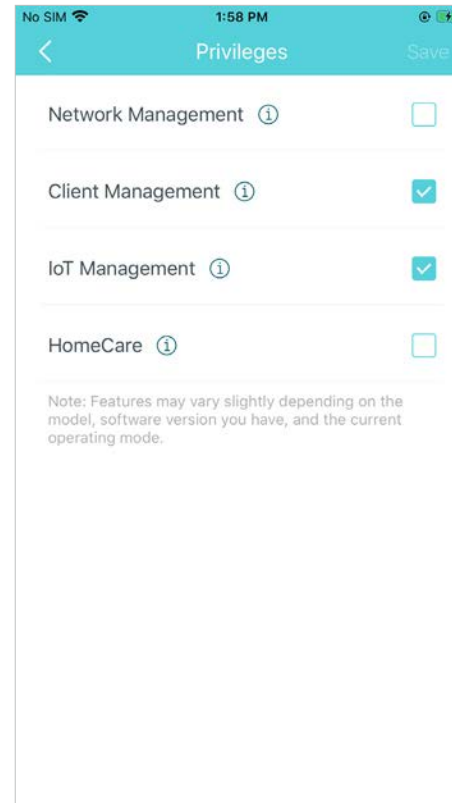 No SIM 1:58 PM
Privileges Save
Network Management
Client Management
IoT Management
HomeCare
Note: Features may vary slightly depending on the
model, software version you have, and the current
operating mode.